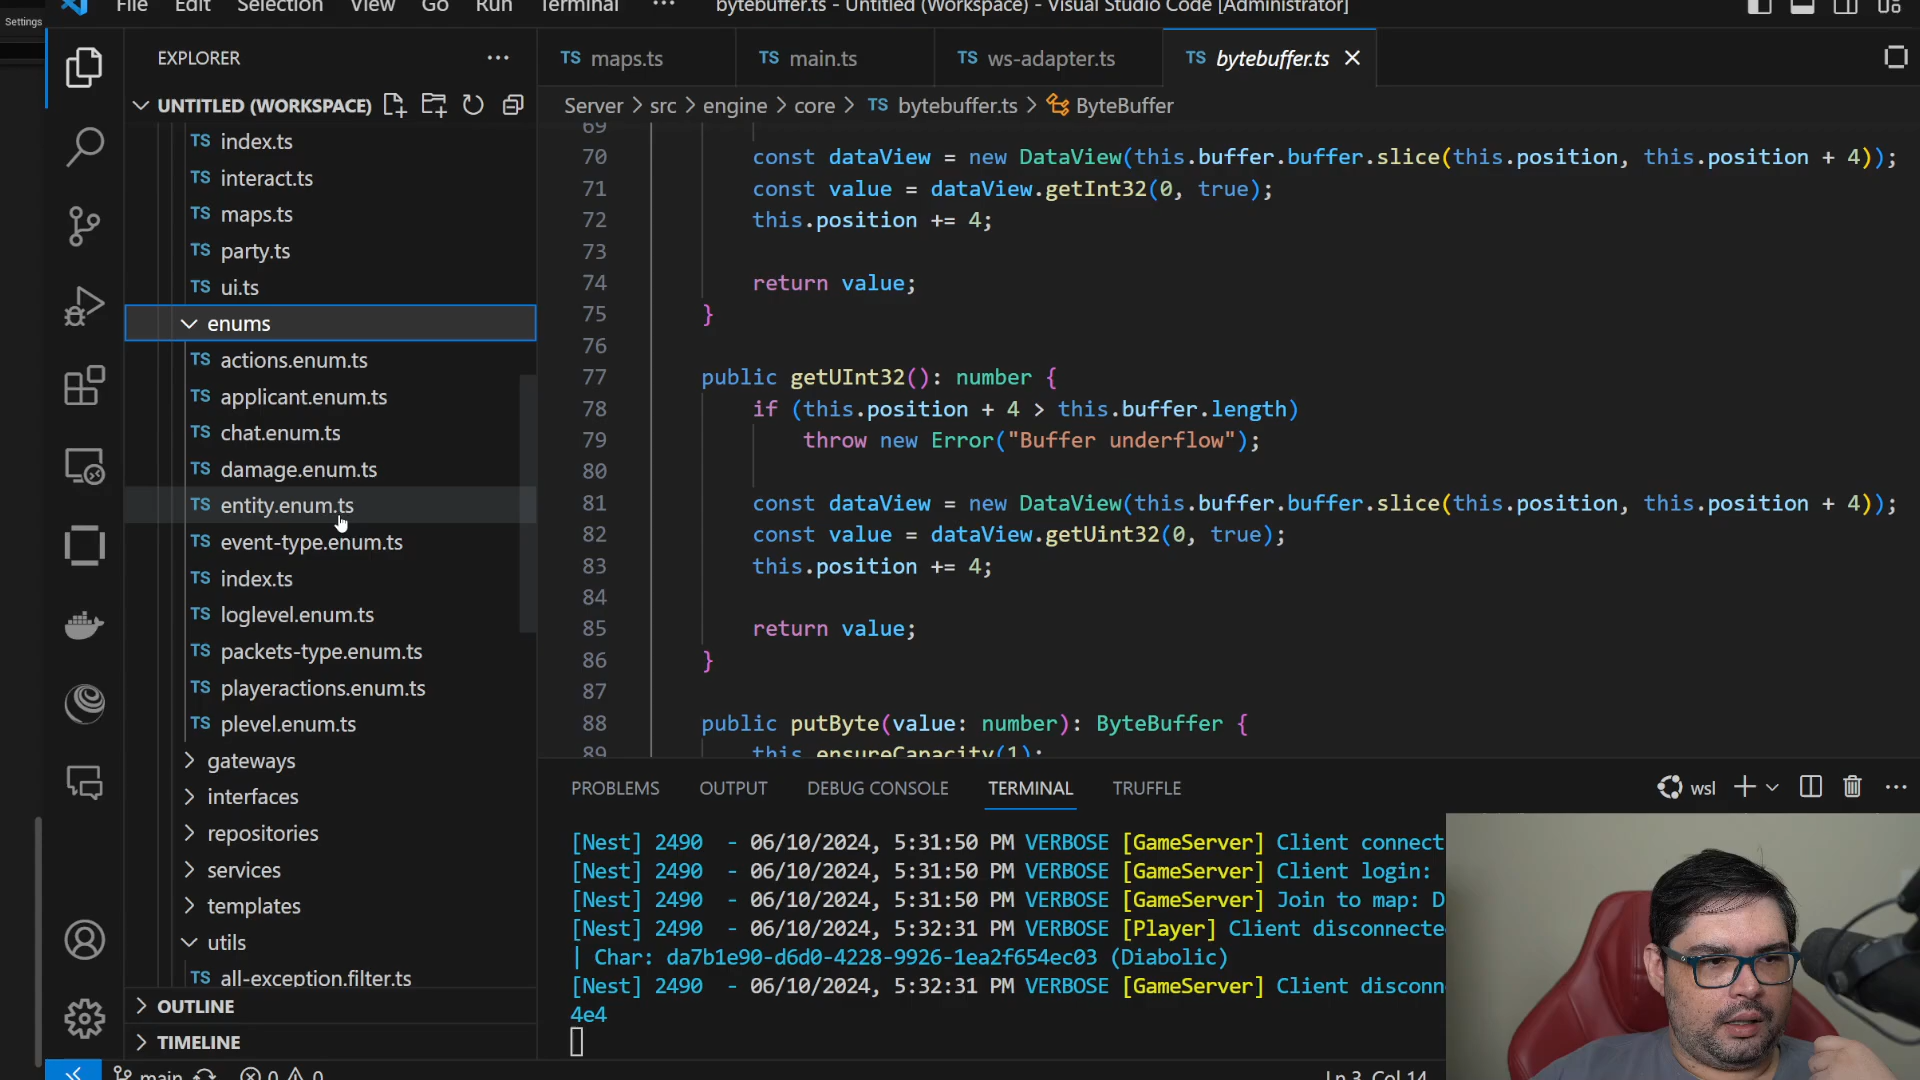 Settings
File Edit Selection View Go Run Terminal ··· bytebuffer.ts - Untitled (Workspace) - Visual Studio Code [Administrator]
EXPLORER
UNTITLED (WORKSPACE)
TS index.ts
TS interact.ts
TS maps.ts
TS party.ts
TS ui.ts
enums
TS actions.enum.ts
TS applicant.enum.ts
TS chat.enum.ts
TS damage.enum.ts
TS entity.enum.ts
TS event-type.enum.ts
TS index.ts
TS loglevel.enum.ts
TS packets-type.enum.ts
TS playeractions.enum.ts
TS plevel.enum.ts
gateways
interfaces
repositories
services
templates
utils
TS all-exception.filter.ts
OUTLINE
TIMELINE
TS maps.ts TS main.ts TS ws-adapter.ts TS bytebuffer.ts
Server > src > engine > core > TS bytebuffer.ts > ByteBuffer
69
70 const dataView = new DataView(this.buffer.buffer.slice(this.position, this.position + 4));
71 const value = dataView.getInt32(0, true);
72 this.position += 4;
73
74 return value;
75 }
76
77 public getUInt32(): number {
78 if (this.position + 4 > this.buffer.length)
79 throw new Error("Buffer underflow");
80
81 const dataView = new DataView(this.buffer.buffer.slice(this.position, this.position + 4));
82 const value = dataView.getUint32(0, true);
83 this.position += 4;
84
85 return value;
86 }
87
88 public putByte(value: number): ByteBuffer {
89 this.ensureCapacity(1);
PROBLEMS OUTPUT DEBUG CONSOLE TERMINAL TRUFFLE wsl
[Nest] 2490 - 06/10/2024, 5:31:50 PM VERBOSE [GameServer] Client connect
[Nest] 2490 - 06/10/2024, 5:31:50 PM VERBOSE [GameServer] Client login:
[Nest] 2490 - 06/10/2024, 5:31:50 PM VERBOSE [GameServer] Join to map: D
[Nest] 2490 - 06/10/2024, 5:32:31 PM VERBOSE [Player] Client disconnecte
| Char: da7b1e90-d6d0-4228-9926-1ea2f654ec03 (Diabolic)
[Nest] 2490 - 06/10/2024, 5:32:31 PM VERBOSE [GameServer] Client disconn
4e4
main 0 0 Ln 3, Col 14